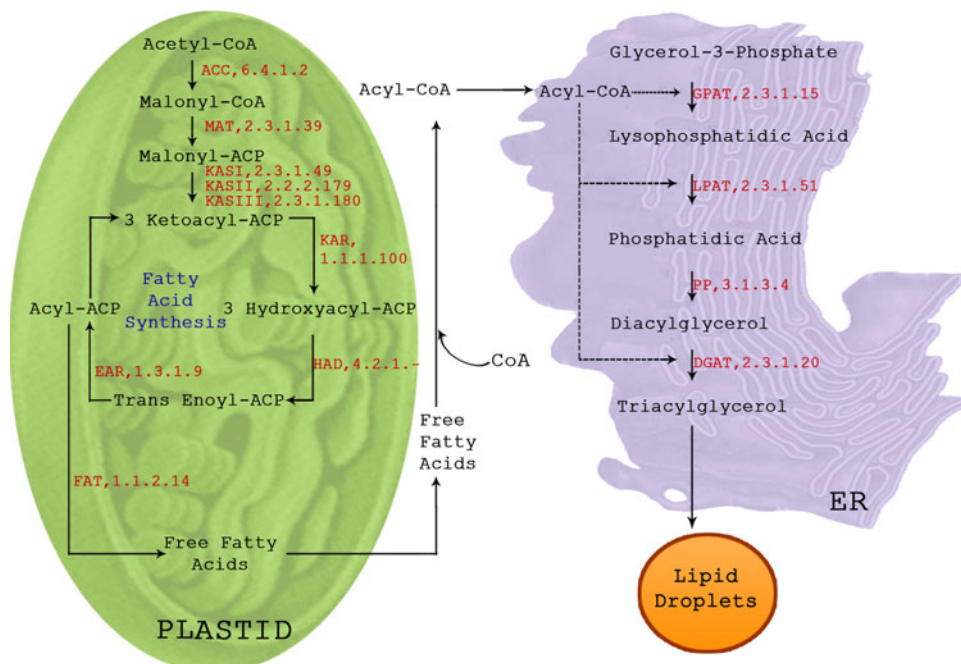 Acetyl-CoA
ACC,6.4.1.2
Malonyl-CoA
MAT,2.3.1.39
Malonyl-ACP
KASI,2.3.1.49
KASII,2.2.2.179
KASIII,2.3.1.180
3 Ketoacyl-ACP
KAR,
1.1.1.100
Fatty
Acid
Synthesis
Acyl-ACP
3 Hydroxyacyl-ACP
EAR,1.3.1.9
HAD,4.2.1.-
Trans Enoyl-ACP
FAT,1.1.2.14
Free Fatty
Acids
PLASTID
Free
Fatty
Acids
CoA
Acyl-CoA
Acyl-CoA
Glycerol-3-Phosphate
GPAT,2.3.1.15
Lysophosphatidic Acid
LPAT,2.3.1.51
Phosphatidic Acid
PP,3.1.3.4
Diacylglycerol
DGAT,2.3.1.20
Triacylglycerol
ER
Lipid
Droplets